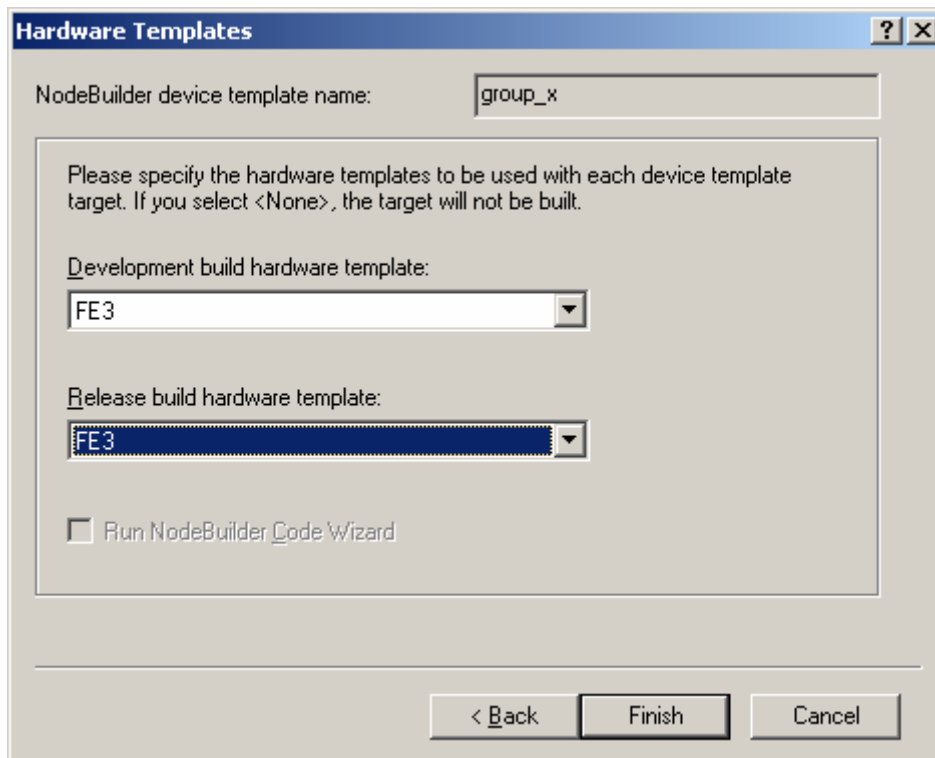 Hardware Templates
NodeBuilder device template name:
group_x
Please specify the hardware templates to be used with each device template
target. If you select <None>, the target will not be built.
Development build hardware template:
FE3
Release build hardware template:
FE3
Run NodeBuilder Code Wizard
< Back
Finish
Cancel